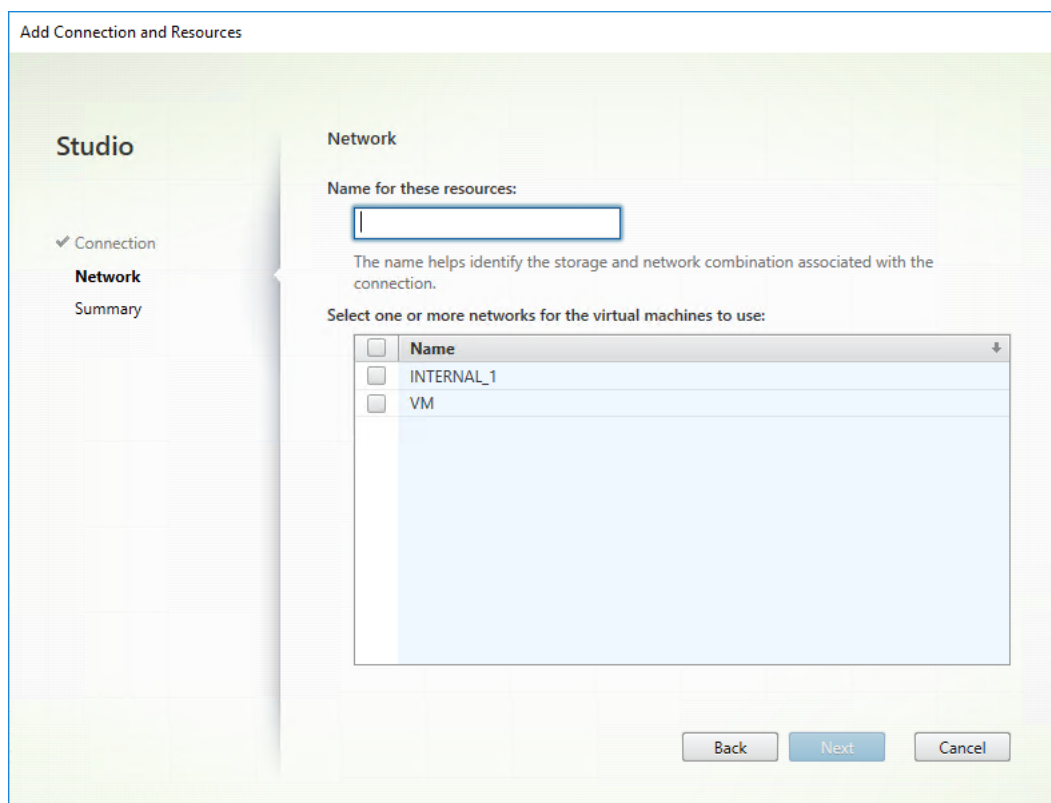 Add Connection and Resources
Studio
Connection
Network
Summary
Network
Name for these resources:
The name helps identify the storage and network combination associated with the
connection.
Select one or more networks for the virtual machines to use:
Name
INTERNAL_1
VM
Back
Next
Cancel